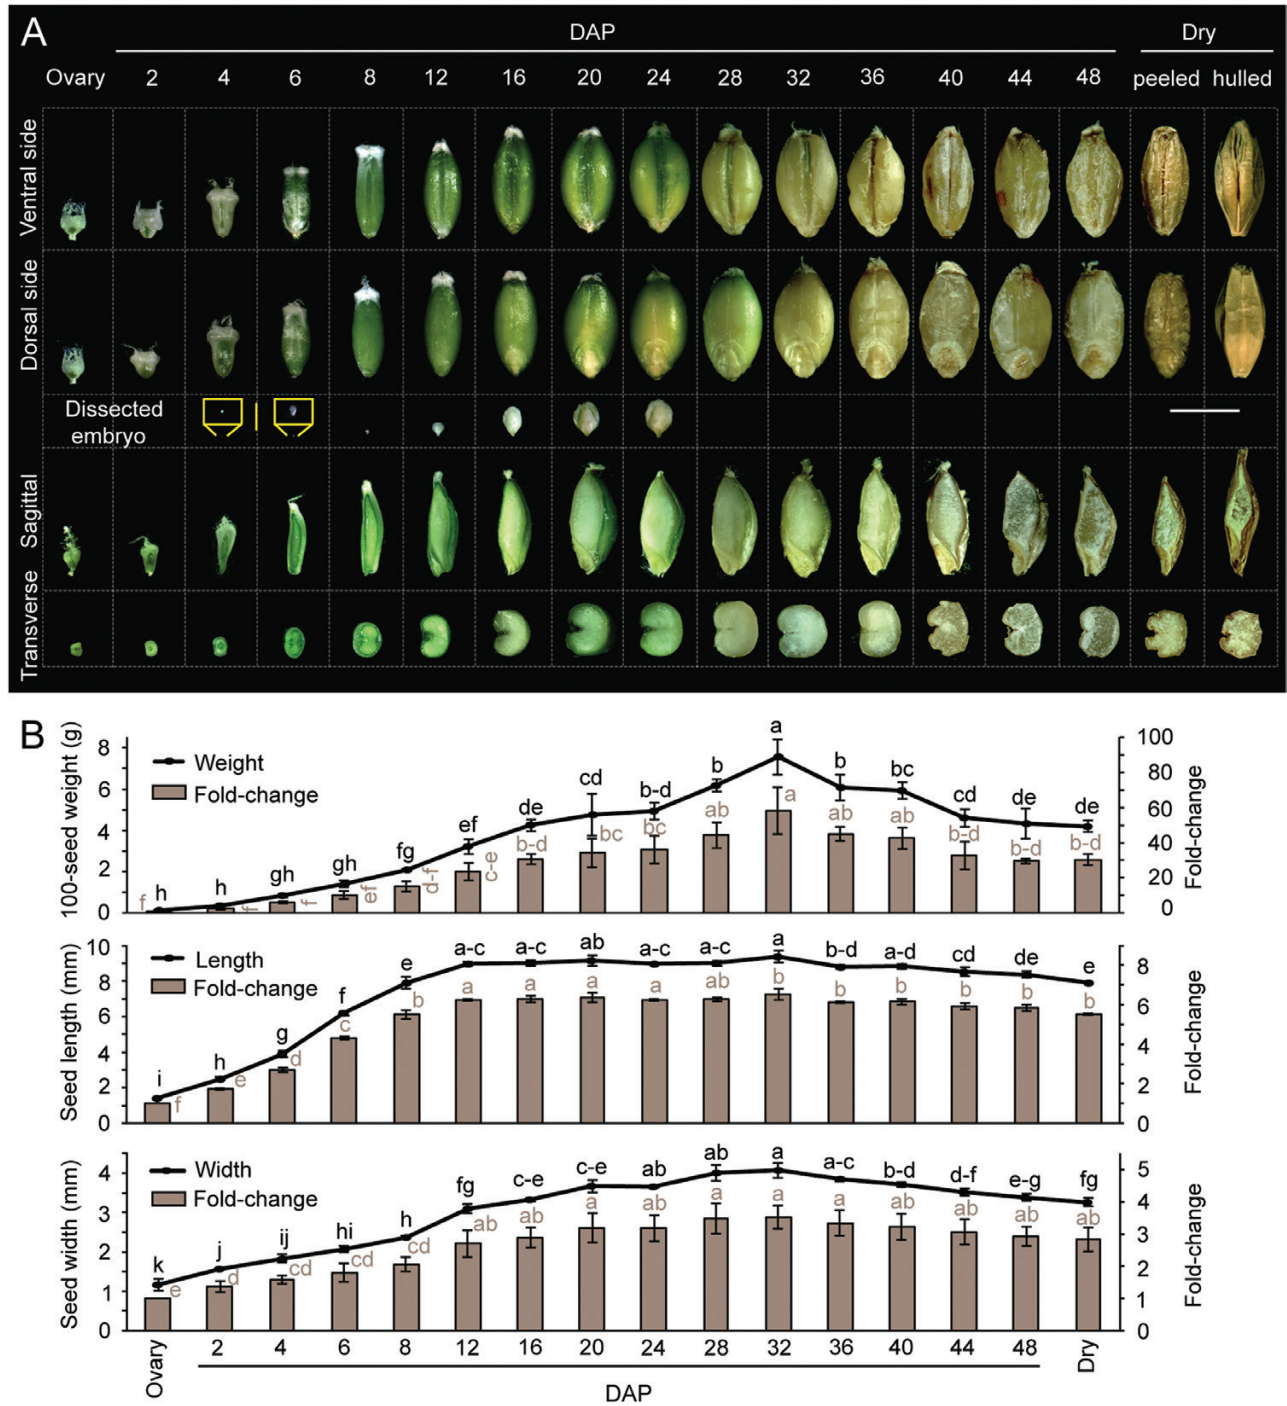 A
DAP
Dry
Ovary 2 4 6 8 12 16 20 24 28 32 36 40 44 48 peeled hulled
Ventral side
Dorsal side
Dissected
embryo
Sagittal
Transverse
B
100-seed weight (g)
8
6
4
2
0
Weight
Fold-change
h h gh gh fg ef de cd b-d b a b bc cd de de
f f f ef d-f c-e b-d bc bc ab a ab ab b-d b-d b-d
100
80
60
40
20
0
Fold-change
Seed length (mm)
10
8
6
4
2
0
Length
Fold-change
i h g f e a-c a-c ab a-c a-c a b-d a-d cd de e
f e d c b a a a a ab b b b b b b
8
6
4
2
0
Fold-change
Seed width (mm)
4
3
2
1
0
Width
Fold-change
k j ij hi h fg c-e c-e ab ab a a-c b-d d-f e-g fg
e d cd cd cd ab ab a ab a a a ab ab ab ab
5
4
3
2
1
0
Fold-change
Ovary 2 4 6 8 12 16 20 24 28 32 36 40 44 48 Dry
DAP